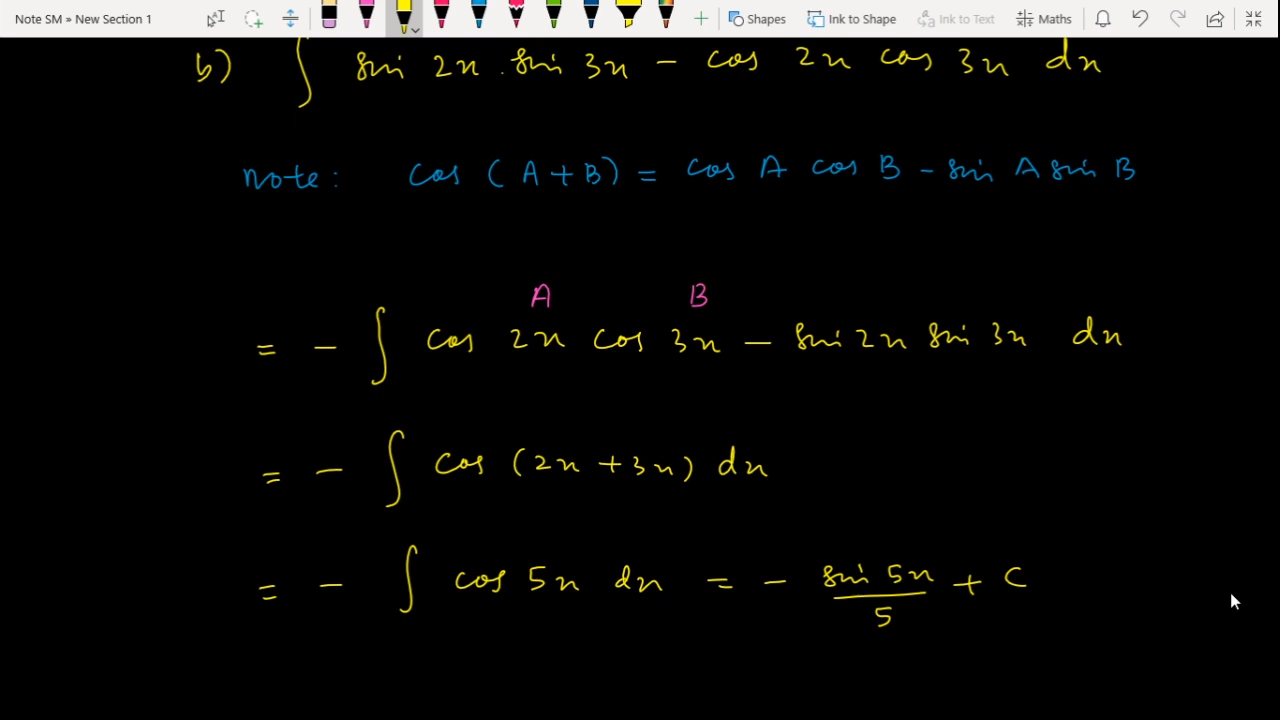 Note SM » New Section 1 Shapes Ink to Shape Ink to Text Maths
b) ∫ sin 2x . sin 3x - cos 2x cos 3x dx
note: cos (A+B) = cos A cos B - sin A sin B
A B
= - ∫ cos 2x cos 3x - sin 2x sin 3x dx
= - ∫ cos (2x + 3x) dx
= - ∫ cos 5x dx = - sin 5x / 5 + c